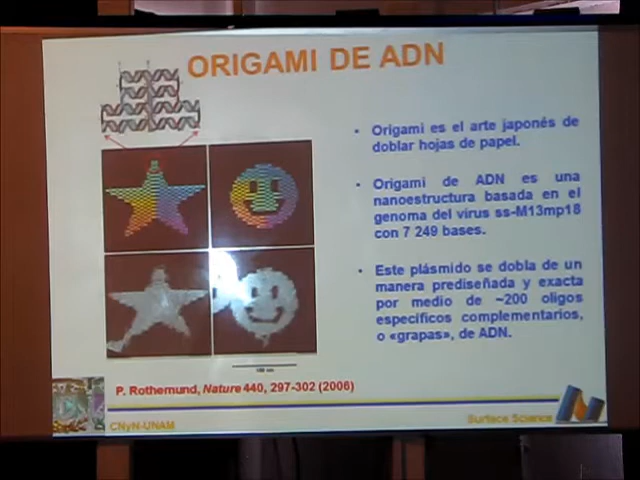 ORIGAMI DE ADN
• Origami es el arte japonés de
doblar hojas de papel.
• Origami de ADN es una
nanoestructura basada en el
genoma del virus ss-M13mp18
con 7 249 bases.
• Este plásmido se dobla de un
manera prediseñada y exacta
por medio de ~200 oligos
específicos complementarios,
o «grapas», de ADN.
100 nm
P. Rothemund, Nature 440, 297-302 (2006)
CNyN-UNAM
Surface Science